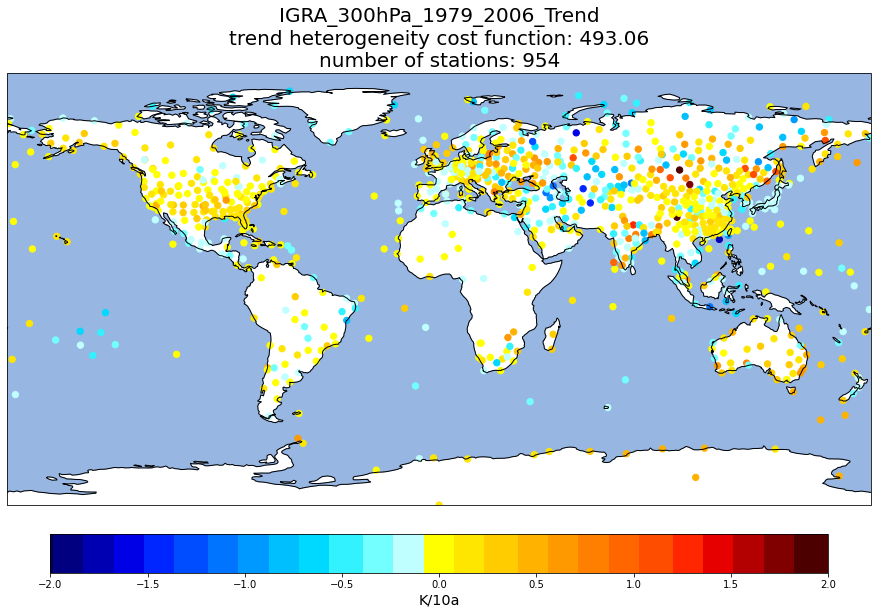 IGRA_300hPa_1979_2006_Trend
trend heterogeneity cost function: 493.06
number of stations: 954
−2.0 −1.5 −1.0 −0.5 0.0 0.5 1.0 1.5 2.0
K/10a